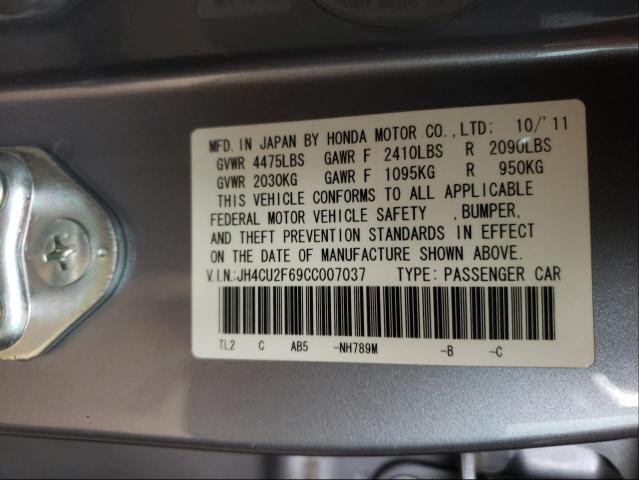 MFD. IN JAPAN BY HONDA MOTOR CO.,LTD: 10/'11
GVWR 4475LBS GAWR F 2410LBS R 2090LBS
GVWR 2030KG GAWR F 1095KG R 950KG
THIS VEHICLE CONFORMS TO ALL APPLICABLE
FEDERAL MOTOR VEHICLE SAFETY ,BUMPER,
AND THEFT PREVENTION STANDARDS IN EFFECT
ON THE DATE OF MANUFACTURE SHOWN ABOVE.
V.I.N:JH4CU2F69CC007037 TYPE: PASSENGER CAR
TL2 C AB5 -NH789M -B -C